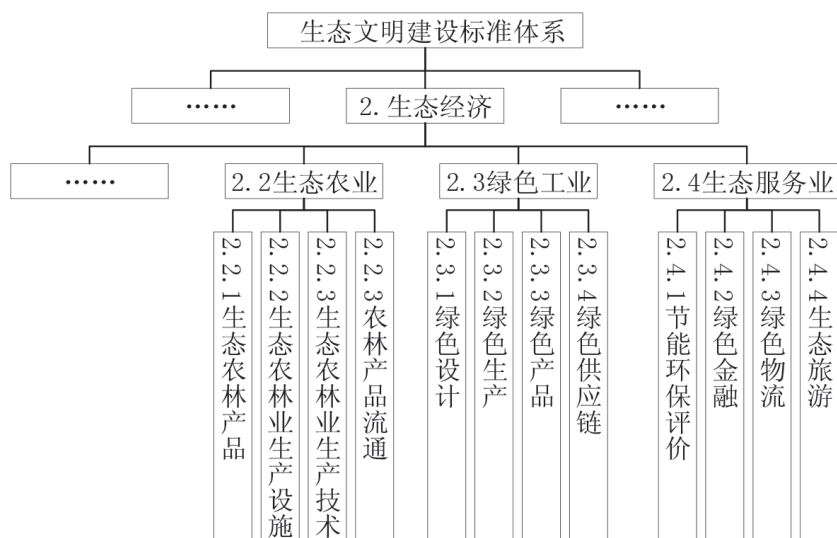 生态文明建设标准体系
……
2.生态经济
……
……
2.2生态农业
2.3绿色工业
2.4生态服务业
2.2.1生态农林产品
2.2.2生态农林业生产设施
2.2.3生态农林业生产技术
2.2.3农林产品流通
2.3.1绿色设计
2.3.2绿色生产
2.3.3绿色产品
2.3.4绿色供应链
2.4.1节能环保评价
2.4.2绿色金融
2.4.3绿色物流
2.4.4生态旅游